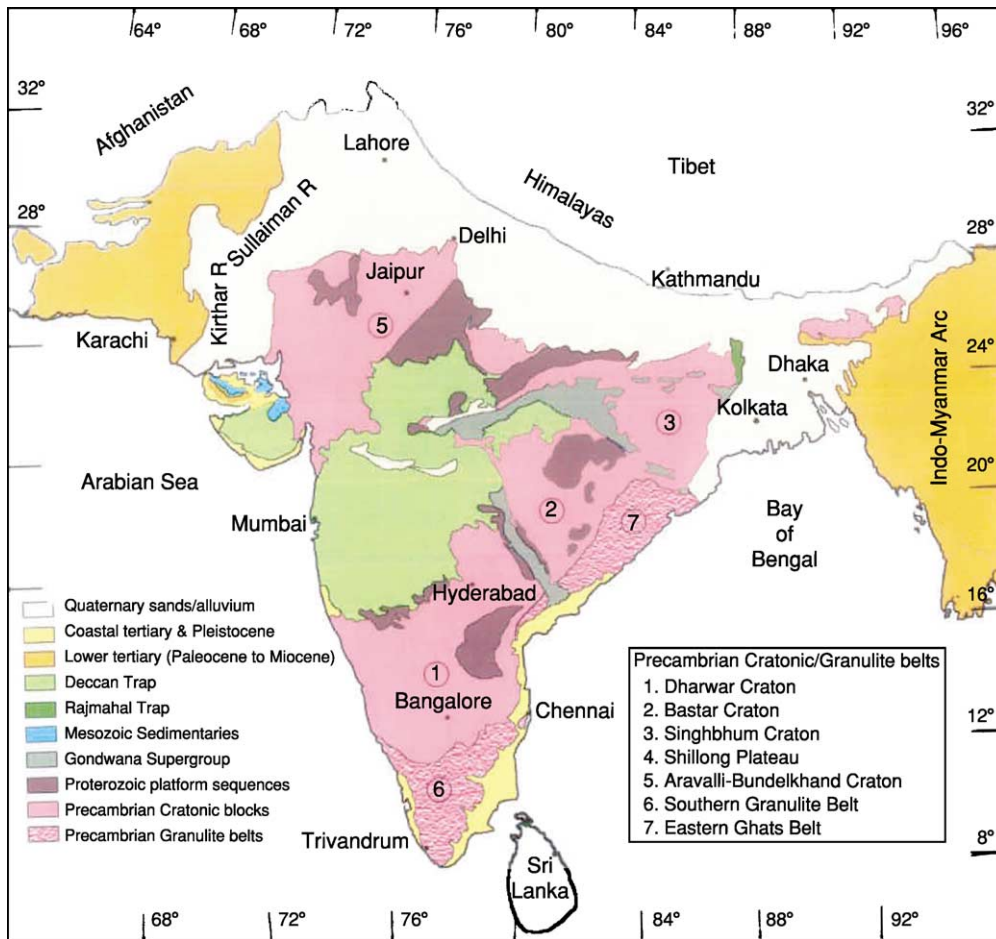 64° 68° 72° 76° 80° 84° 88° 92° 96°
32°
32°
Afghanistan
Lahore
Tibet
Himalayas
Sullaiman R
28°
28°
Delhi
Kathmandu
Jaipur
Kirthar R
5
Karachi
24°
Dhaka
Kolkata
Indo-Myanmar Arc
3
Arabian Sea
20°
2
7
Bay
of
Bengal
Mumbai
Hyderabad
16°
1
Bangalore
Chennai
12°
6
Trivandrum
8°
Sri
Lanka
Quaternary sands/alluvium
Coastal tertiary & Pleistocene
Lower tertiary (Paleocene to Miocene)
Deccan Trap
Rajmahal Trap
Mesozoic Sedimentaries
Gondwana Supergroup
Proterozoic platform sequences
Precambrian Cratonic blocks
Precambrian Granulite belts
Precambrian Cratonic/Granulite belts
1. Dharwar Craton
2. Bastar Craton
3. Singhbhum Craton
4. Shillong Plateau
5. Aravalli-Bundelkhand Craton
6. Southern Granulite Belt
7. Eastern Ghats Belt
68° 72° 76° 80° 84° 88° 92°